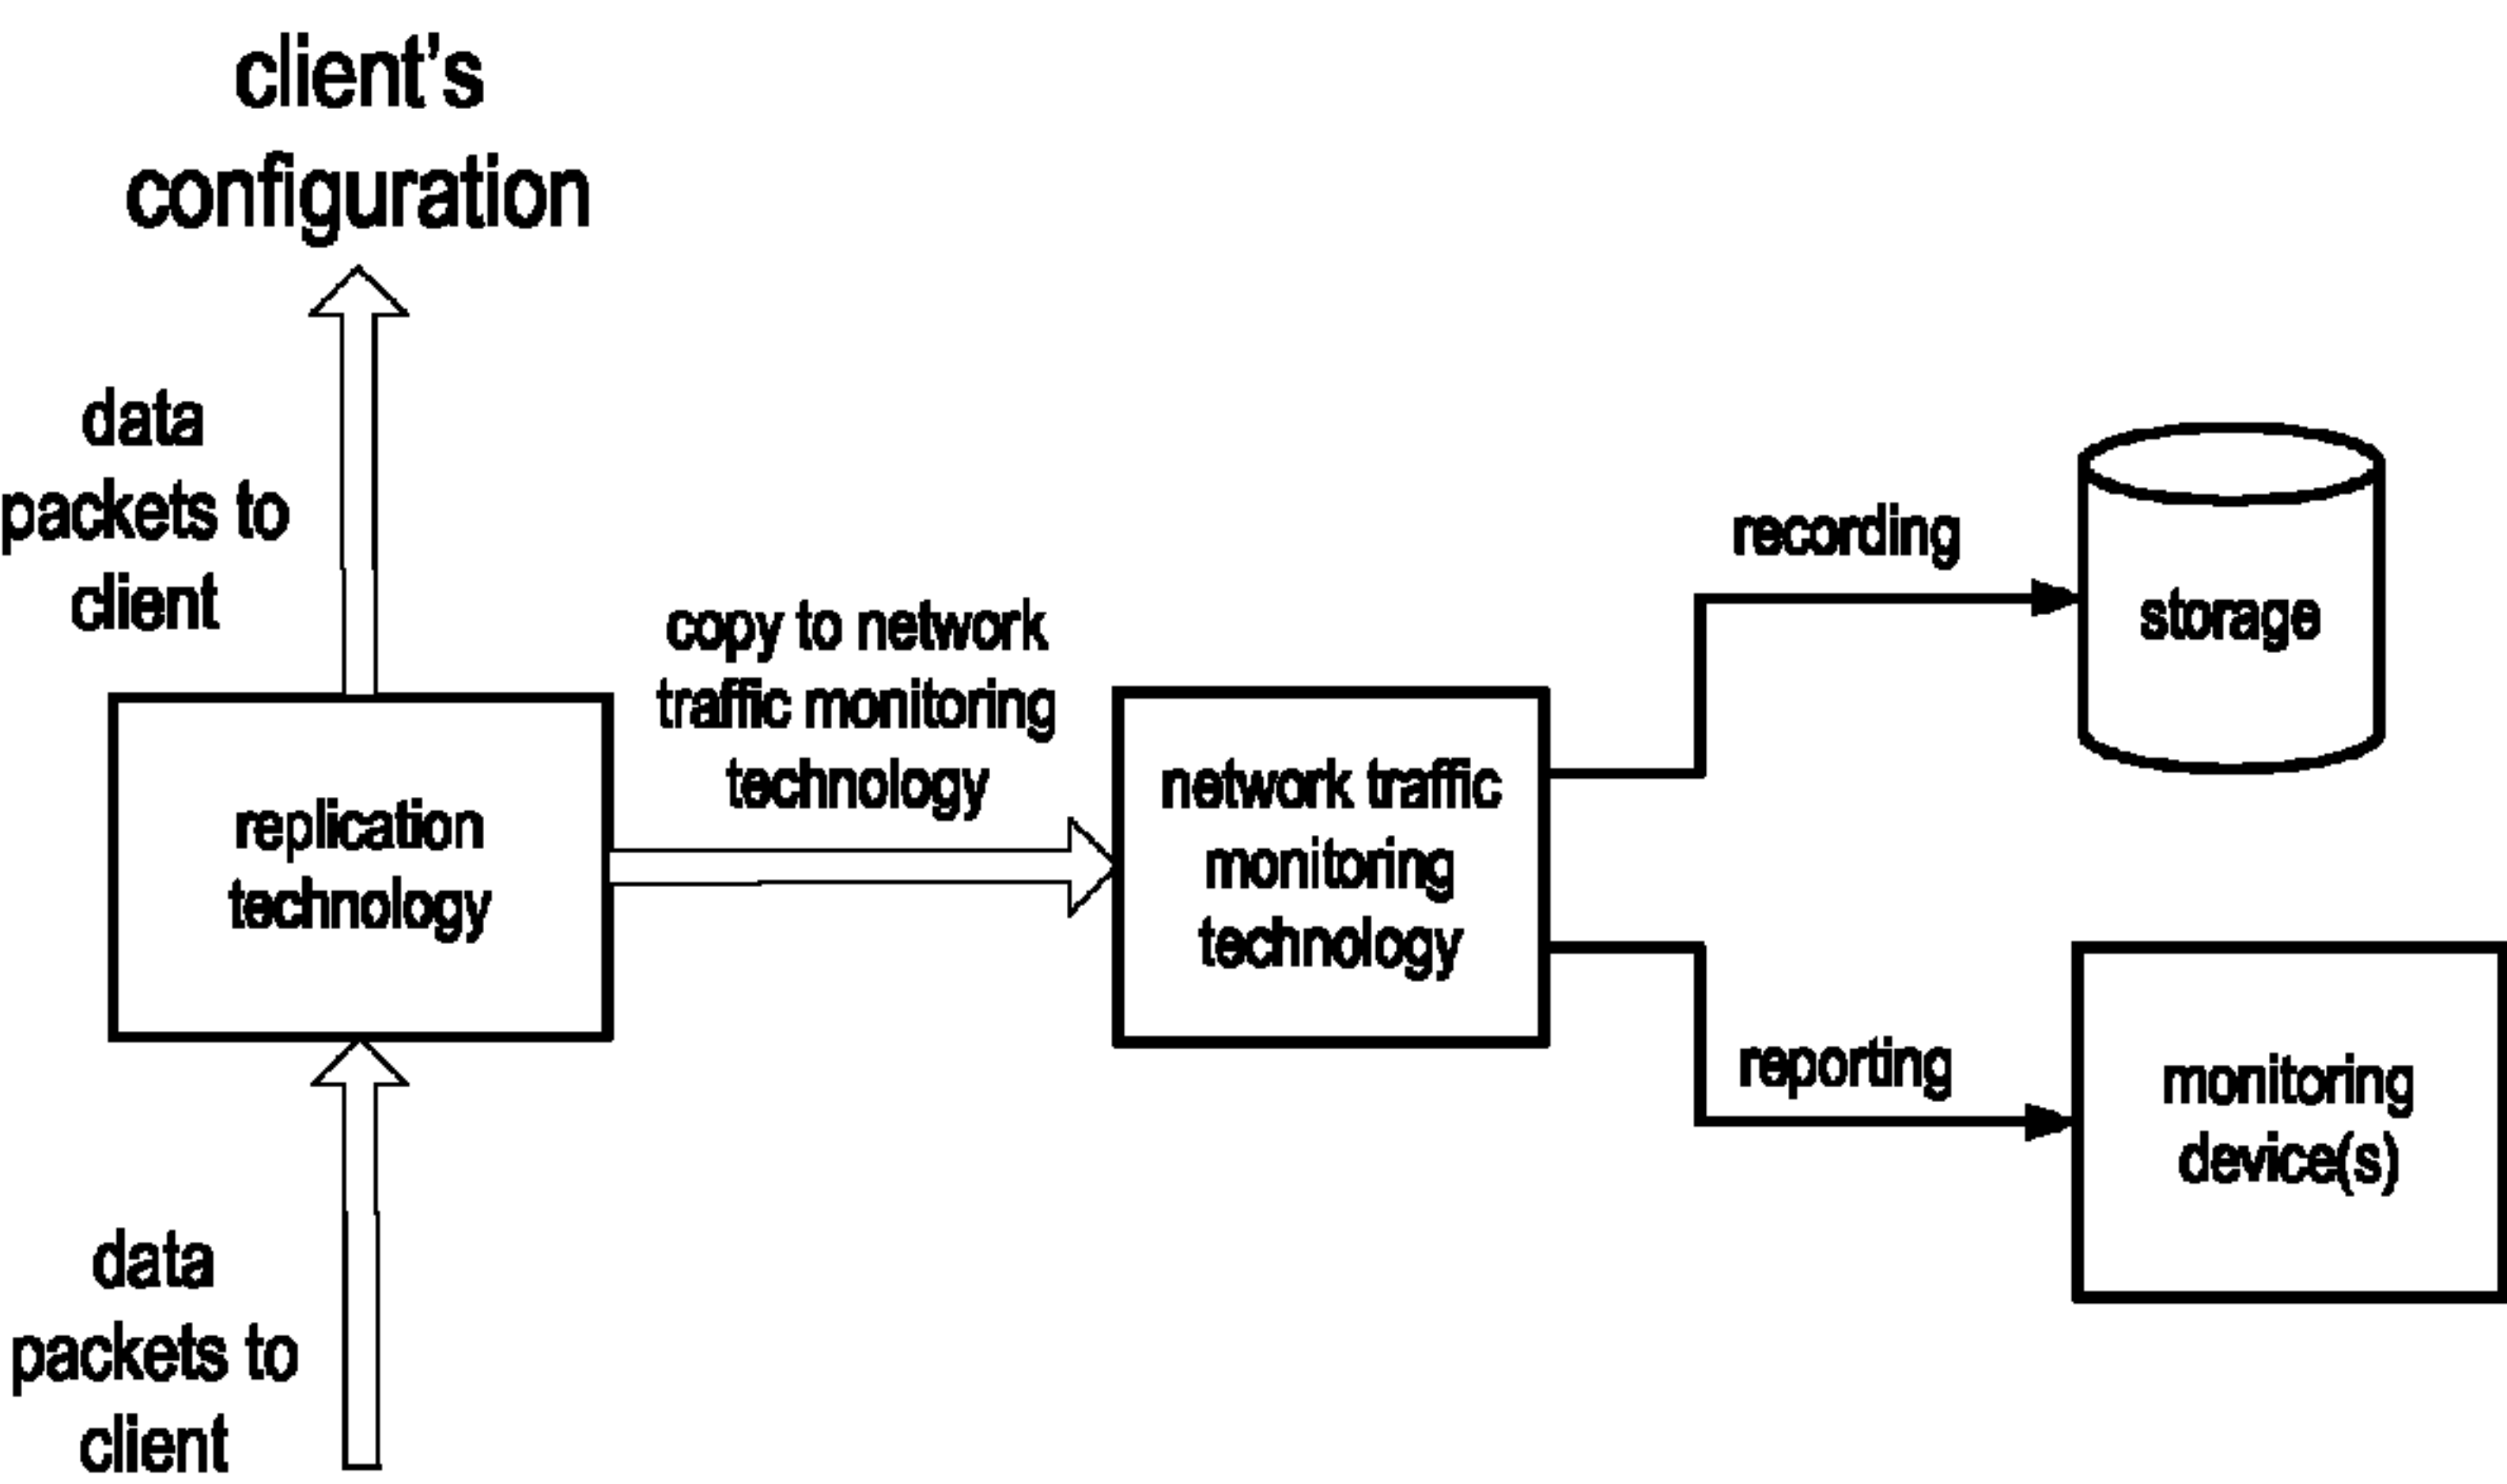 client's
configuration
data
packets to
client
copy to network
traffic monitoring
technology
replication
technology
network traffic
monitoring
technology
recording
storage
reporting
monitoring
device(s)
data
packets to
client